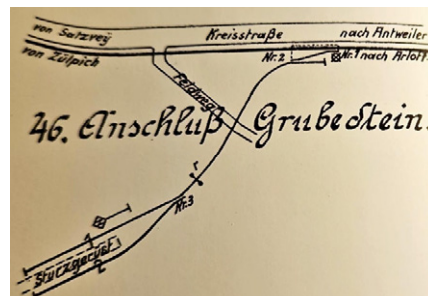 von Satzvey Kreisstraße nach Antweiler
von Zülpich Nr. 2 Nr. 1 nach Arloff
Feldweg
46. Anschluß Grube Stein.
r
Nr. 3
Sturzgerüst